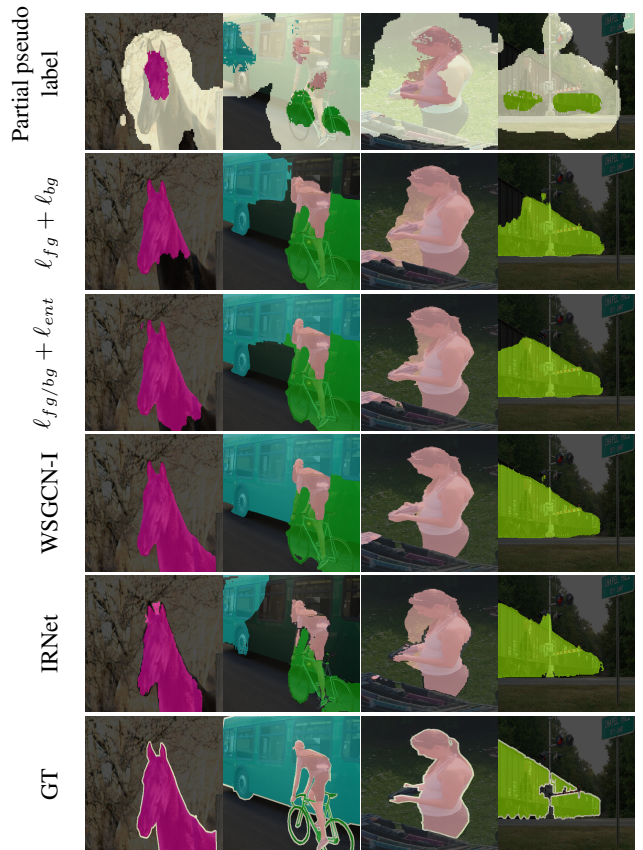 Partial pseudo
label
ℓ_{fg} + ℓ_{bg}
ℓ_{fg/bg} + ℓ_{ent}
WSGCN-I
IRNet
GT